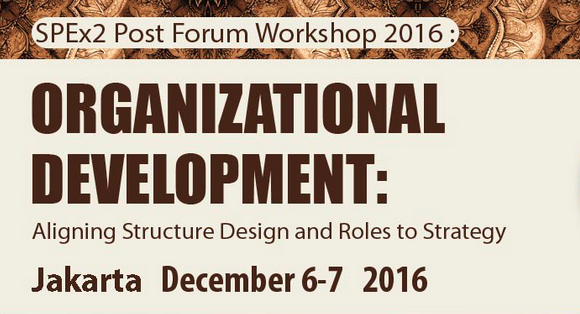 SPEx2 Post Forum Workshop 2016 :
ORGANIZATIONAL
DEVELOPMENT:
Aligning Structure Design and Roles to Strategy
Jakarta December 6-7 2016